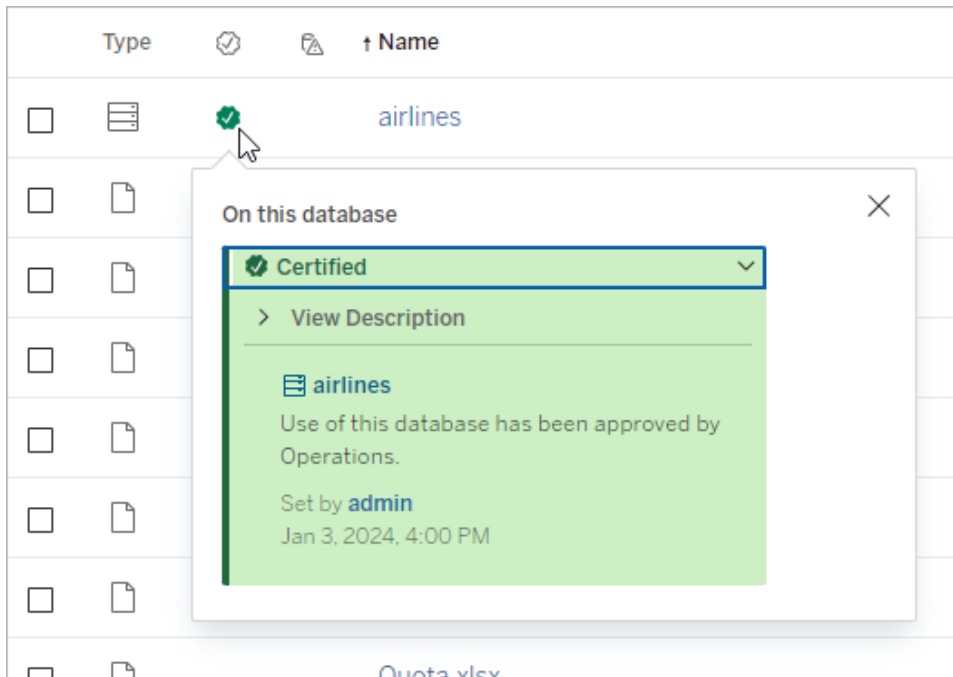 Type ↑ Name
airlines
On this database
Certified
View Description
airlines
Use of this database has been approved by
Operations.
Set by admin
Jan 3, 2024, 4:00 PM
Quota.xlsx